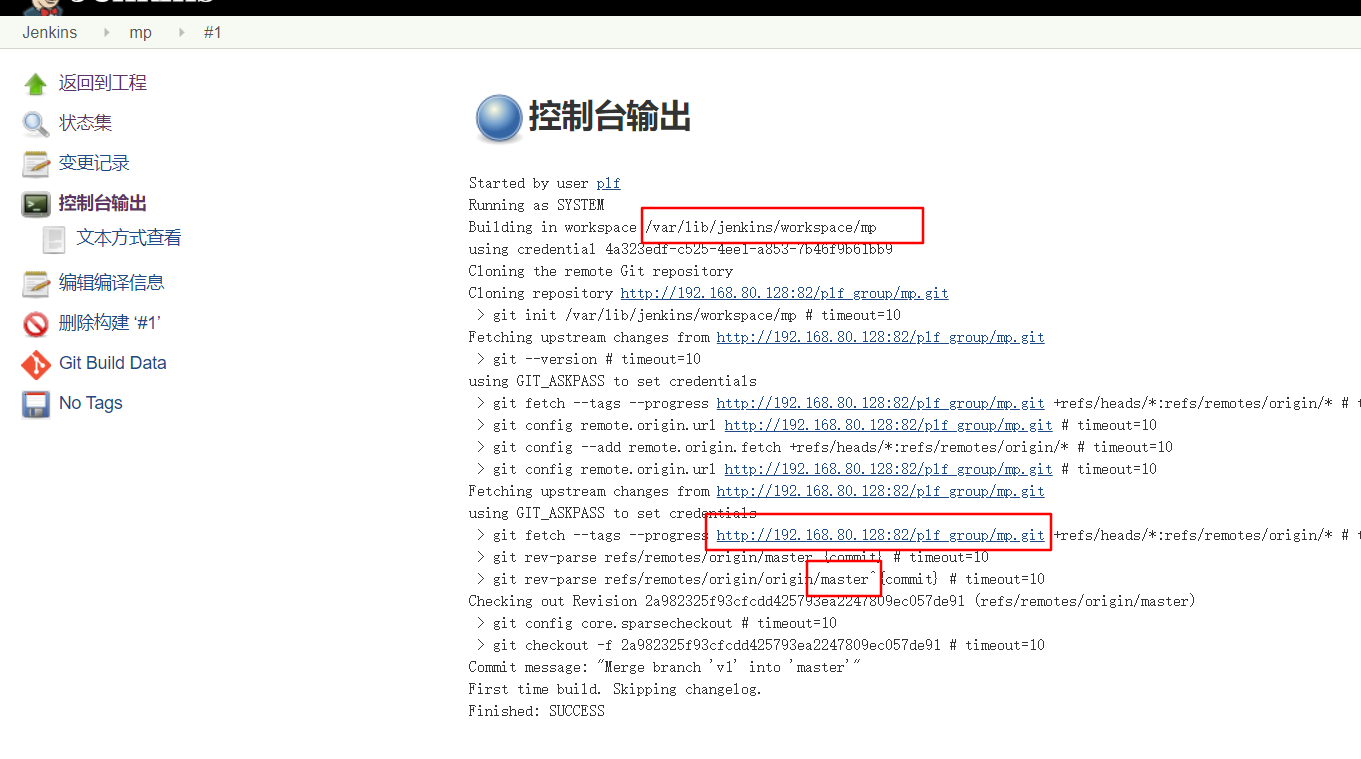 Jenkins
Jenkins mp #1
返回到工程
状态集
变更记录
控制台输出
文本方式查看
编辑编译信息
删除构建 ‘#1’
Git Build Data
No Tags
控制台输出
Started by user plf
Running as SYSTEM
Building in workspace /var/lib/jenkins/workspace/mp
using credential 4a323edf-c525-4ee1-a853-7b46f9b61bb9
Cloning the remote Git repository
Cloning repository http://192.168.80.128:82/plf_group/mp.git
> git init /var/lib/jenkins/workspace/mp # timeout=10
Fetching upstream changes from http://192.168.80.128:82/plf_group/mp.git
> git --version # timeout=10
using GIT_ASKPASS to set credentials
> git fetch --tags --progress http://192.168.80.128:82/plf_group/mp.git +refs/heads/*:refs/remotes/origin/* # t
> git config remote.origin.url http://192.168.80.128:82/plf_group/mp.git # timeout=10
> git config --add remote.origin.fetch +refs/heads/*:refs/remotes/origin/* # timeout=10
> git config remote.origin.url http://192.168.80.128:82/plf_group/mp.git # timeout=10
Fetching upstream changes from http://192.168.80.128:82/plf_group/mp.git
using GIT_ASKPASS to set credentials
> git fetch --tags --progress http://192.168.80.128:82/plf_group/mp.git +refs/heads/*:refs/remotes/origin/* # t
> git rev-parse refs/remotes/origin/master^{commit} # timeout=10
> git rev-parse refs/remotes/origin/origin/master^{commit} # timeout=10
Checking out Revision 2a982325f93cfcdd425793ea2247809ec057de91 (refs/remotes/origin/master)
> git config core.sparsecheckout # timeout=10
> git checkout -f 2a982325f93cfcdd425793ea2247809ec057de91 # timeout=10
Commit message: "Merge branch 'v1' into 'master'"
First time build. Skipping changelog.
Finished: SUCCESS